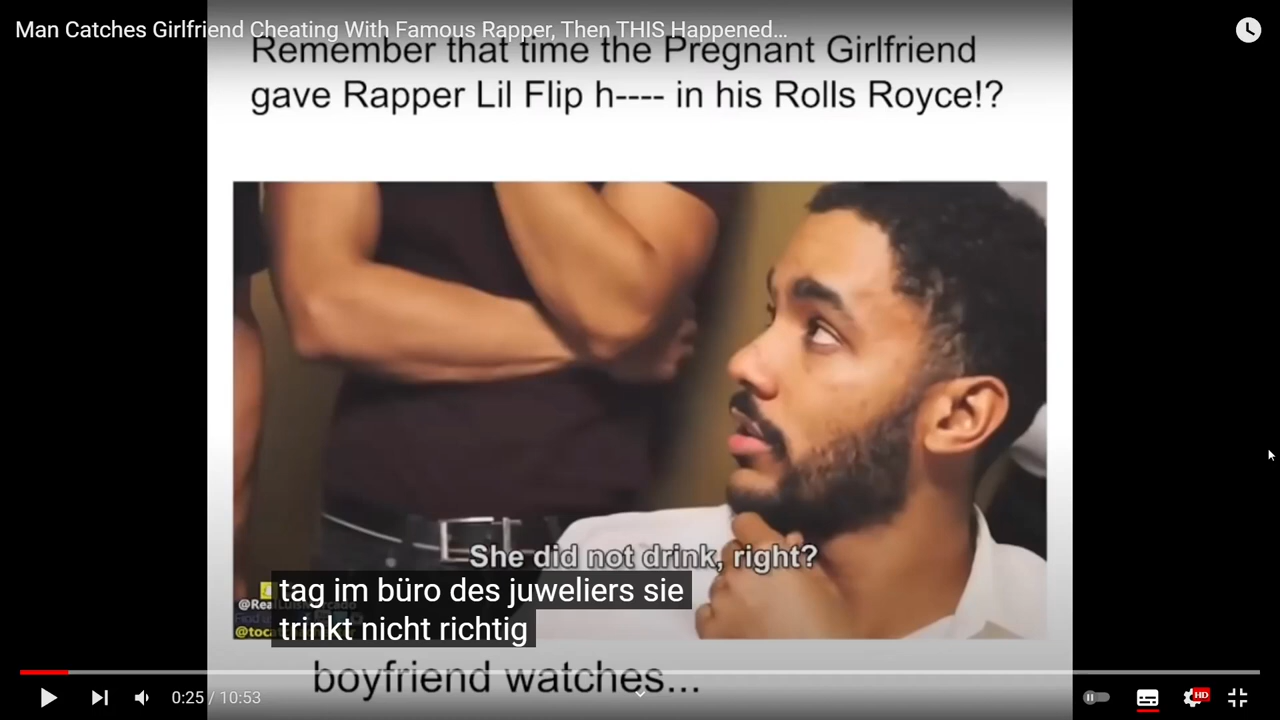 Man Catches Girlfriend Cheating With Famous Rapper, Then THIS Happened...
Remember that time the Pregnant Girlfriend
gave Rapper Lil Flip h---- in his Rolls Royce!?
She did not drink, right?
tag im büro des juweliers sie
trinkt nicht richtig
boyfriend watches...
0:25 / 10:53
HD